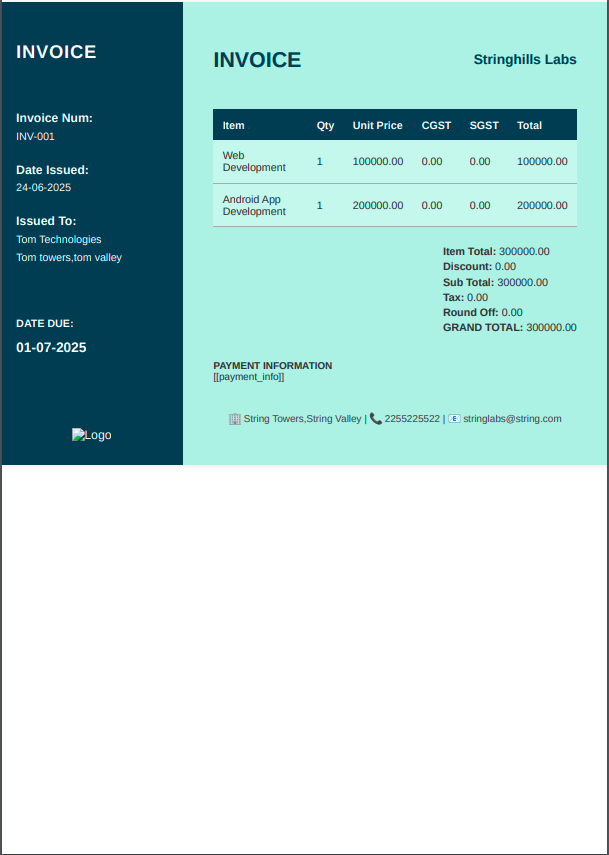 INVOICE
Invoice Num:
INV-001
Date Issued:
24-06-2025
Issued To:
Tom Technologies
Tom towers,tom valley
DATE DUE:
01-07-2025
Logo
INVOICE
Stringhills Labs
Item Qty Unit Price CGST SGST Total
Web
Development
1 100000.00 0.00 0.00 100000.00
Android App
Development
1 200000.00 0.00 0.00 200000.00
Item Total: 300000.00
Discount: 0.00
Sub Total: 300000.00
Tax: 0.00
Round Off: 0.00
GRAND TOTAL: 300000.00
PAYMENT INFORMATION
[[payment_info]]
🏢 String Towers,String Valley | 📞 2255225522 | 📧 stringlabs@string.com